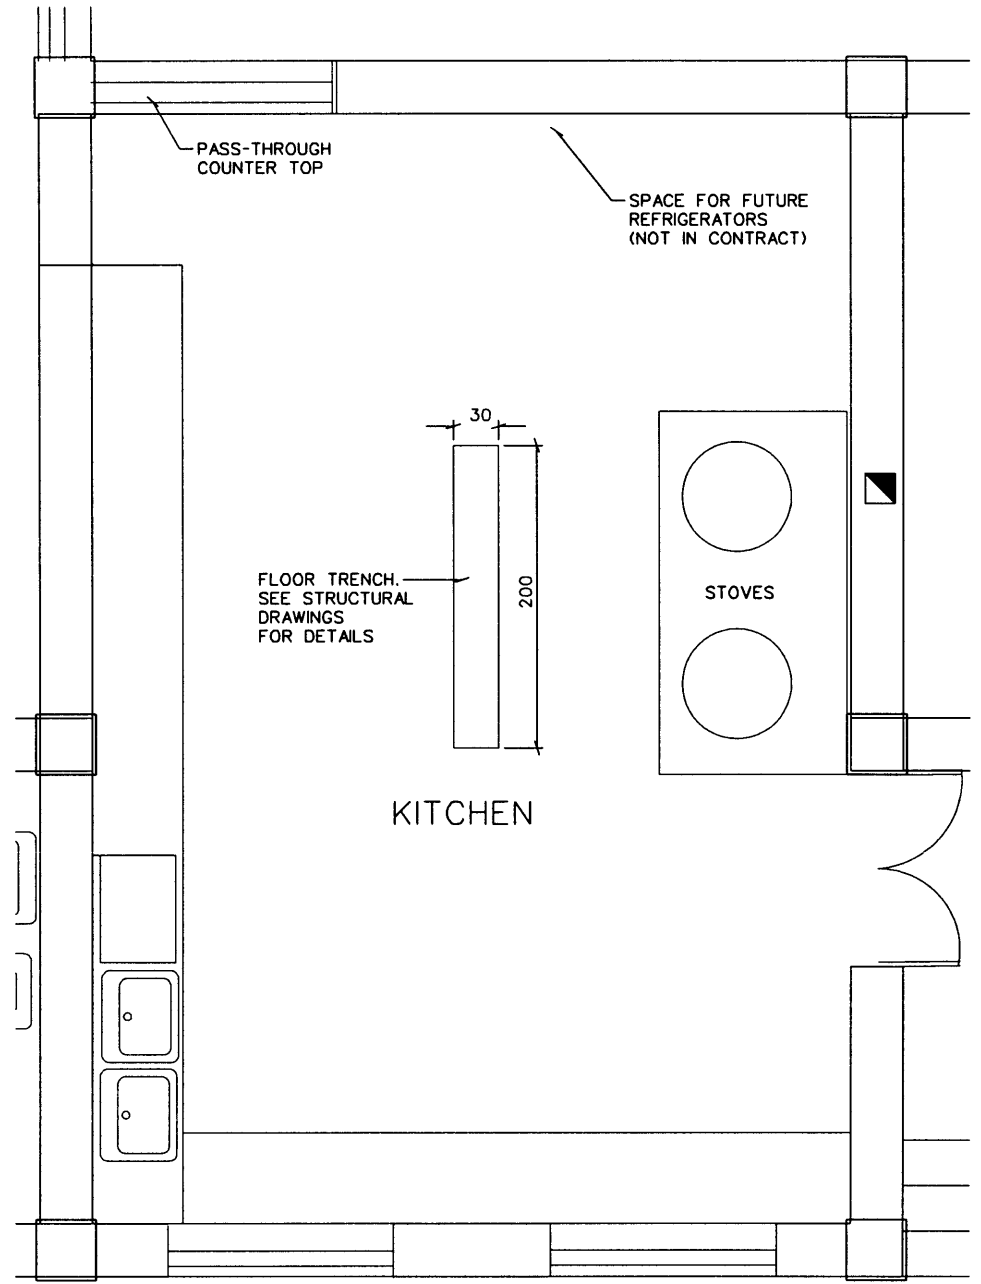 PASS-THROUGH
COUNTER TOP
SPACE FOR FUTURE
REFRIGERATORS
(NOT IN CONTRACT)
30
FLOOR TRENCH.
SEE STRUCTURAL
DRAWINGS
FOR DETAILS
200
STOVES
KITCHEN